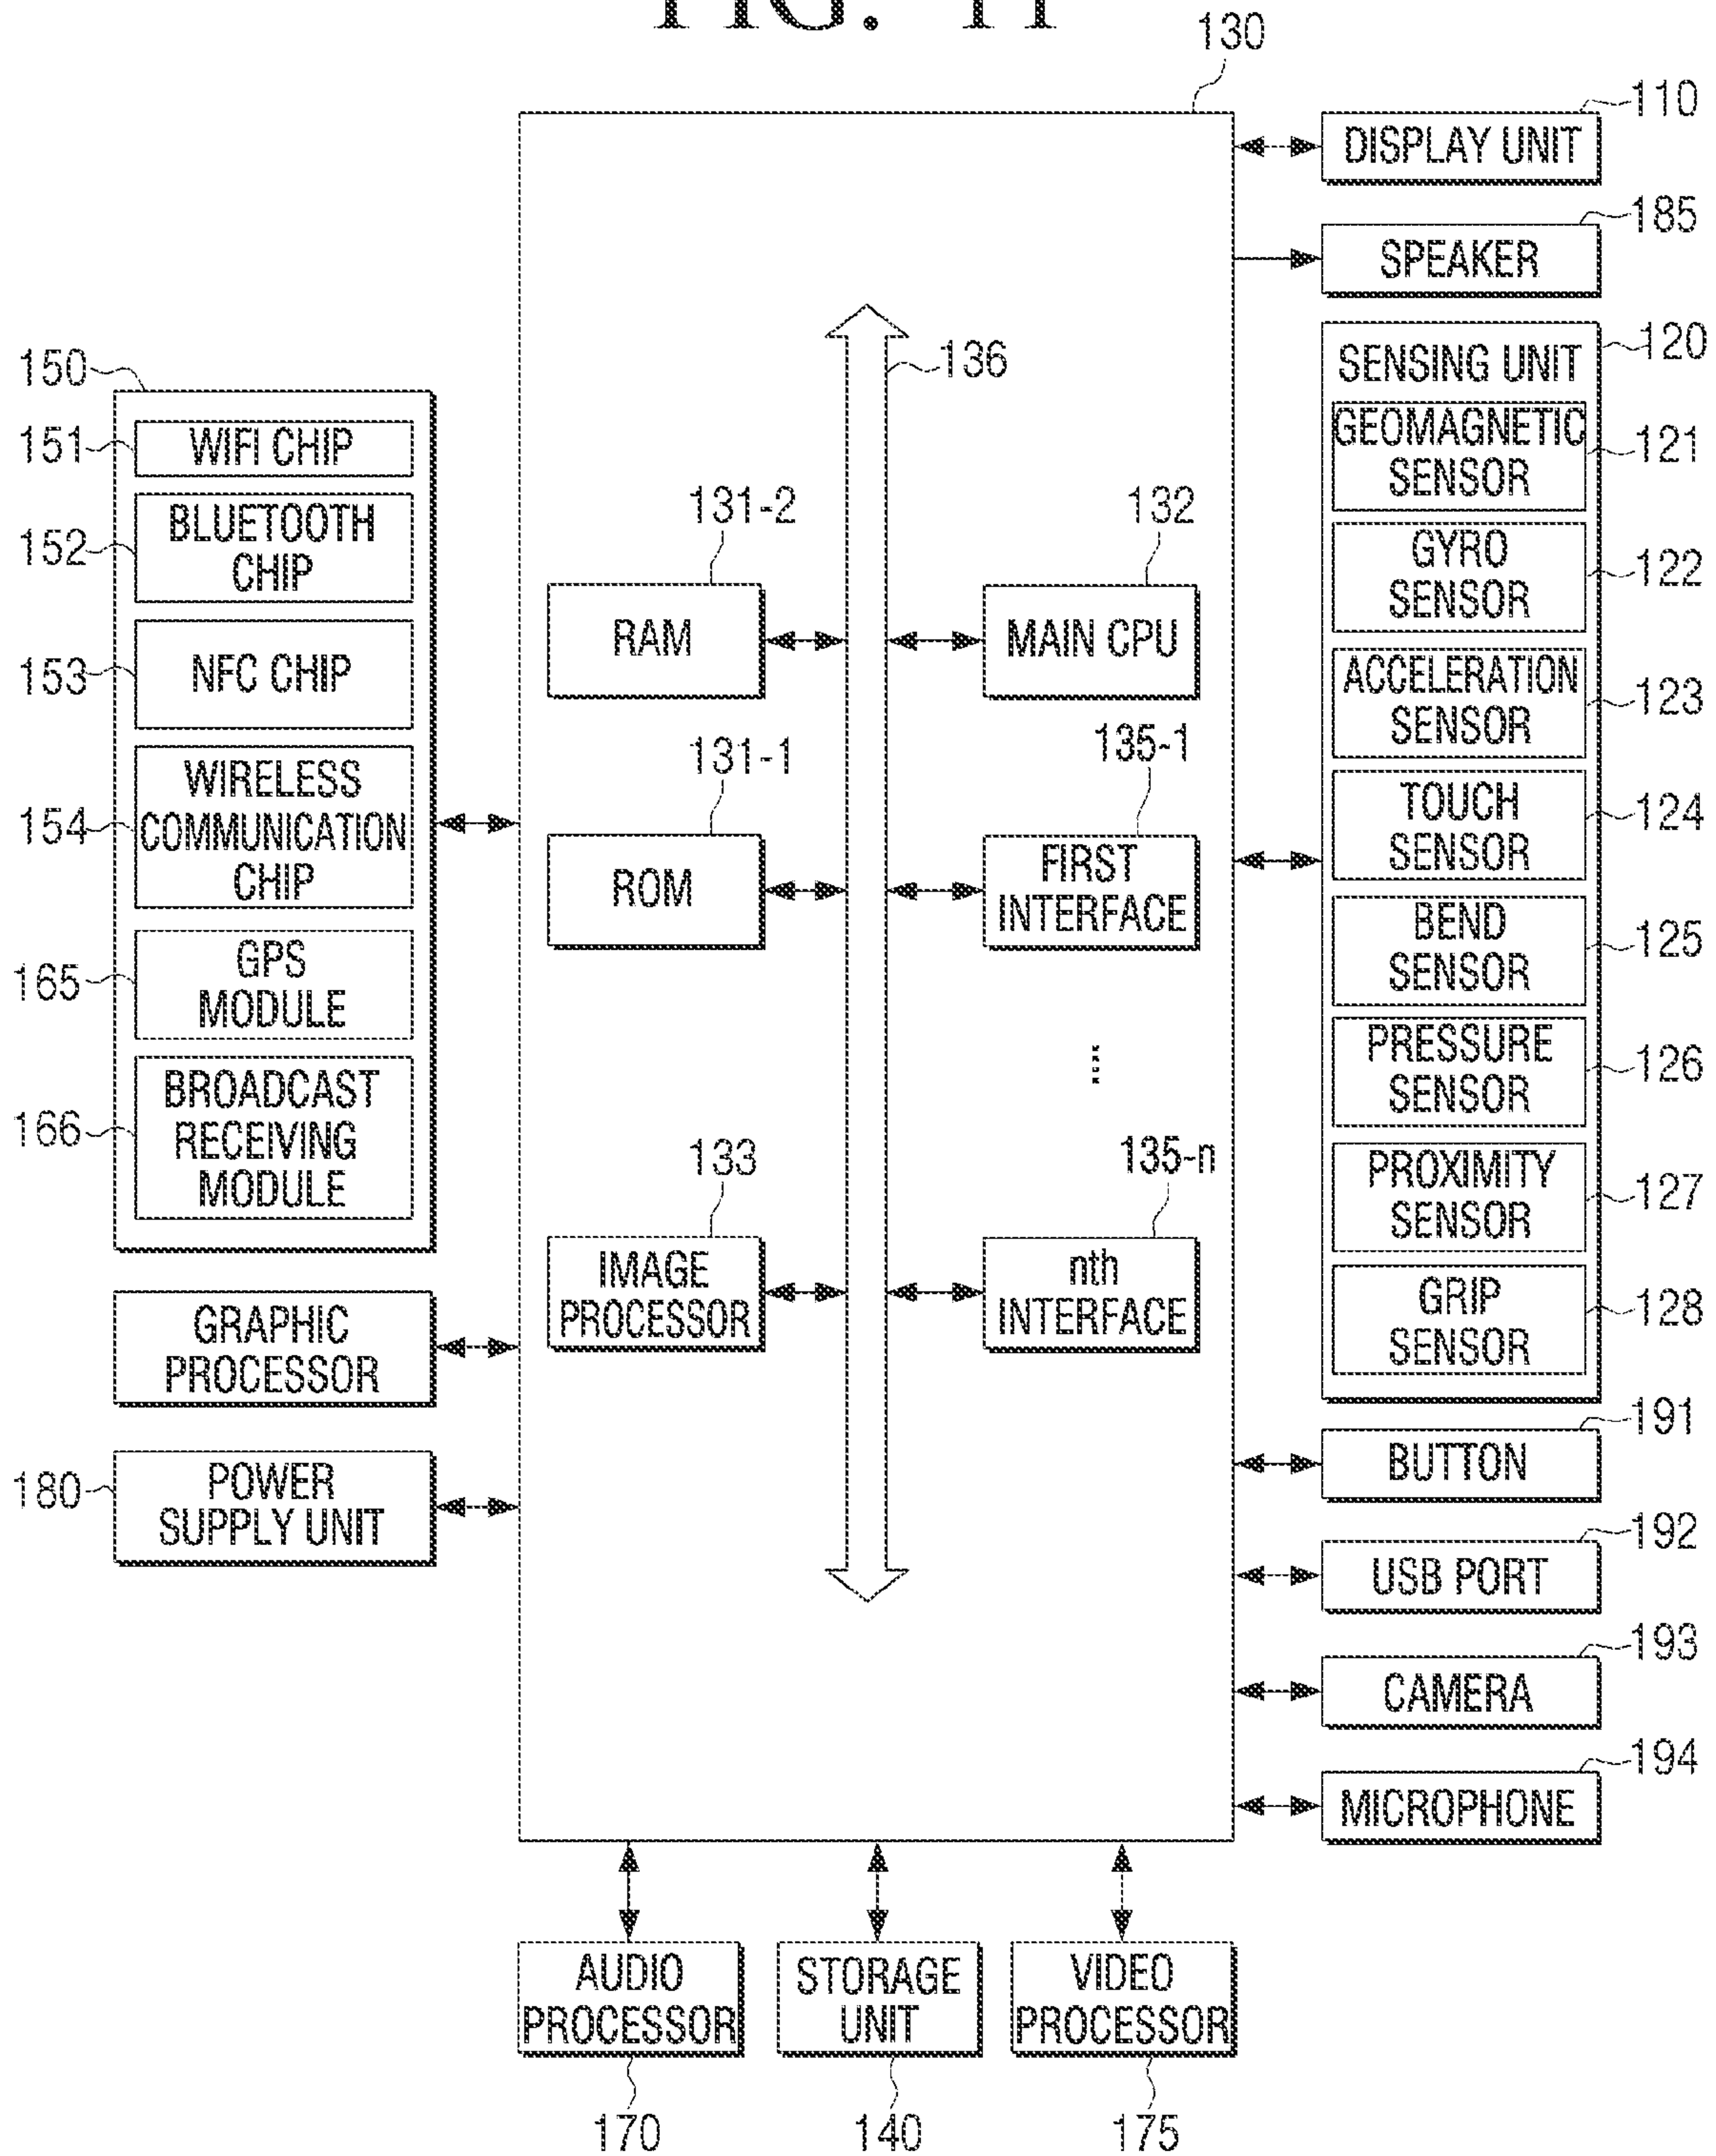 FIG. 41
130
110
DISPLAY UNIT
185
SPEAKER
120
SENSING UNIT
GEOMAGNETIC
SENSOR
121
GYRO
SENSOR
122
ACCELERATION
SENSOR
123
TOUCH
SENSOR
124
BEND
SENSOR
125
PRESSURE
SENSOR
126
PROXIMITY
SENSOR
127
GRIP
SENSOR
128
191
BUTTON
192
USB PORT
193
CAMERA
194
MICROPHONE
136
131-2
RAM
132
MAIN CPU
131-1
ROM
135-1
FIRST
INTERFACE
133
IMAGE
PROCESSOR
135-n
nth
INTERFACE
150
151
WIFI CHIP
152
BLUETOOTH
CHIP
153
NFC CHIP
154
WIRELESS
COMMUNICATION
CHIP
165
GPS
MODULE
166
BROADCAST
RECEIVING
MODULE
GRAPHIC
PROCESSOR
180
POWER
SUPPLY UNIT
AUDIO
PROCESSOR
170
STORAGE
UNIT
140
VIDEO
PROCESSOR
175